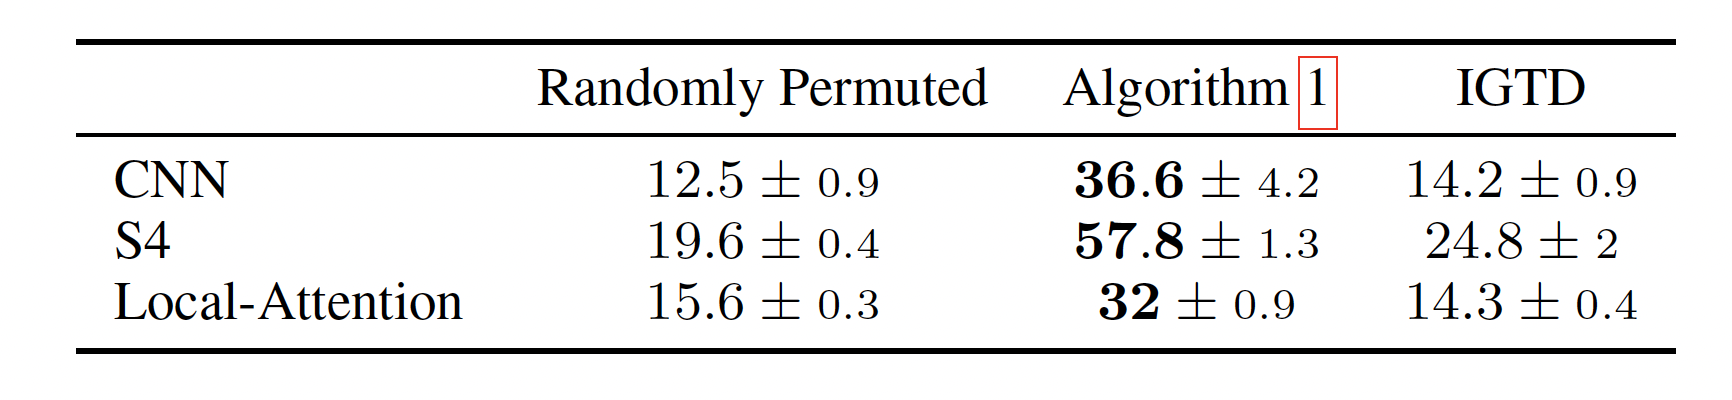 Randomly Permuted Algorithm 1 IGTD
CNN 12.5 ± 0.9 36.6 ± 4.2 14.2 ± 0.9
S4 19.6 ± 0.4 57.8 ± 1.3 24.8 ± 2
Local-Attention 15.6 ± 0.3 32 ± 0.9 14.3 ± 0.4